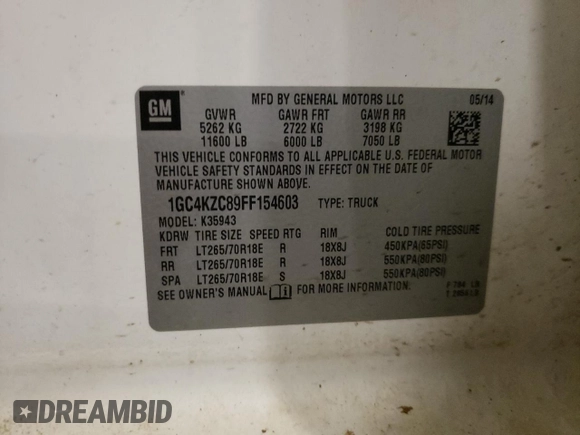 GM
MFD BY GENERAL MOTORS LLC 05/14
GVWR GAWR FRT GAWR RR
5262 KG 2722 KG 3198 KG
11600 LB 6000 LB 7050 LB
THIS VEHICLE CONFORMS TO ALL APPLICABLE U.S. FEDERAL MOTOR
VEHICLE SAFETY STANDARDS IN EFFECT ON THE DATE OF
MANUFACTURE SHOWN ABOVE.
1GC4KZC89FF154603 TYPE: TRUCK
MODEL: K35943
KDRW TIRE SIZE SPEED RTG RIM COLD TIRE PRESSURE
FRT LT265/70R18E R 18X8J 450KPA(65PSI)
RR LT265/70R18E R 18X8J 550KPA(80PSI)
SPA LT265/70R18E S 18X8J 550KPA(80PSI)
SEE OWNER'S MANUAL FOR MORE INFORMATION.
DREAMBID